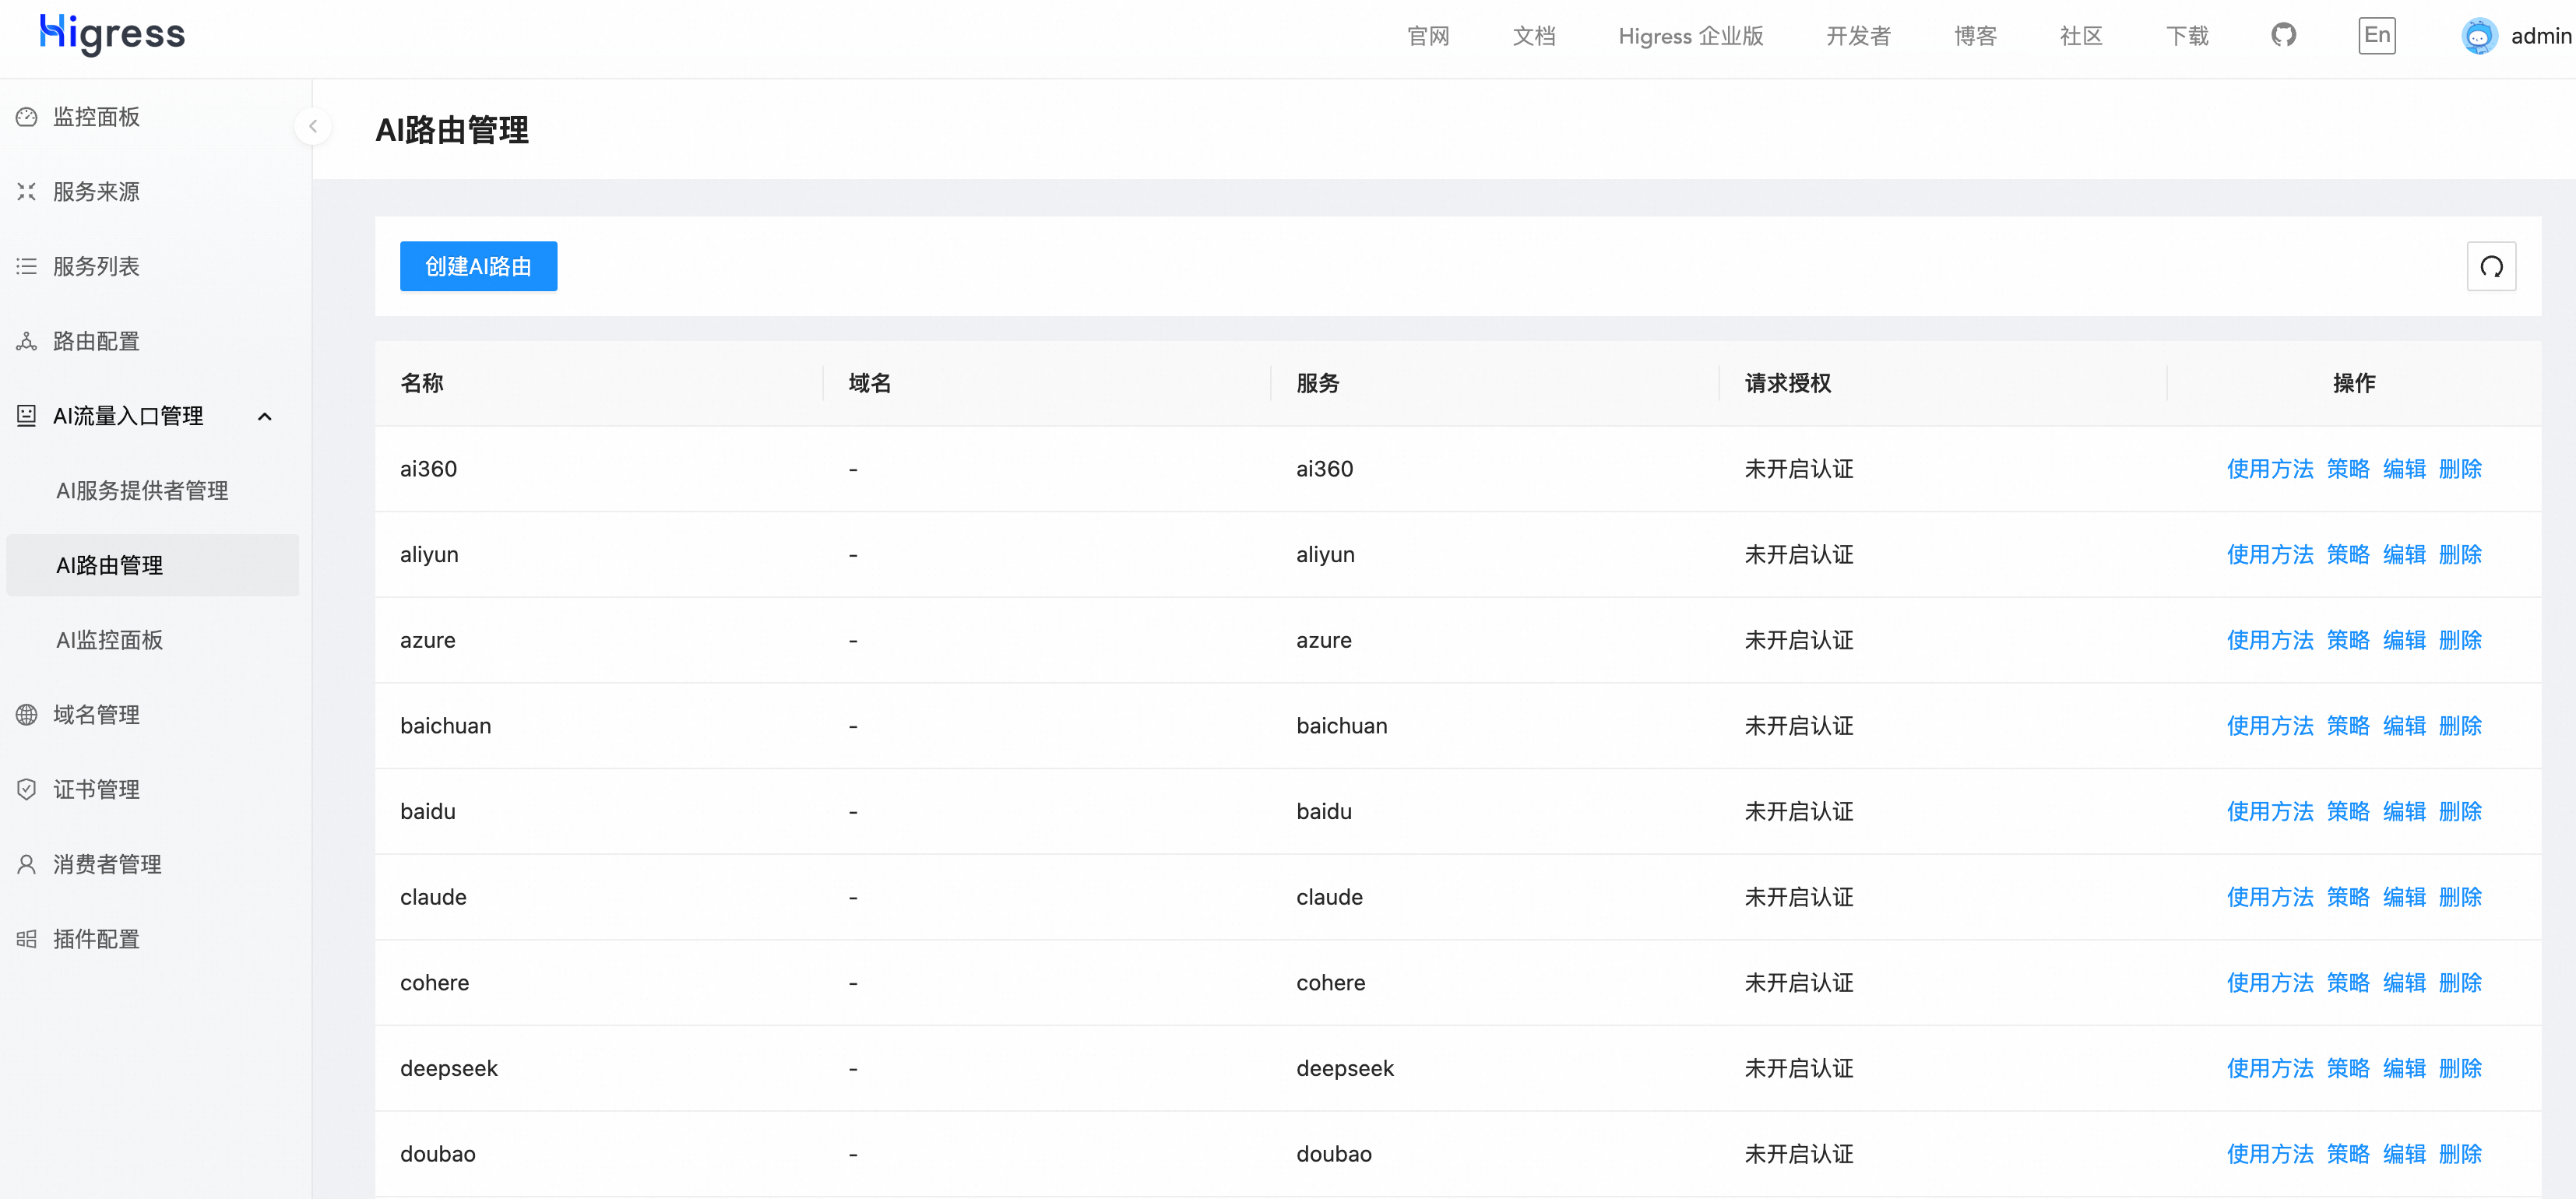 Higress
官网 文档 Higress 企业版 开发者 博客 社区 下载 En admin
监控面板
服务来源
服务列表
路由配置
AI流量入口管理
AI服务提供者管理
AI路由管理
AI监控面板
域名管理
证书管理
消费者管理
插件配置
AI路由管理
创建AI路由
名称 域名 服务 请求授权 操作
ai360 - ai360 未开启认证 使用方法 策略 编辑 删除
aliyun - aliyun 未开启认证 使用方法 策略 编辑 删除
azure - azure 未开启认证 使用方法 策略 编辑 删除
baichuan - baichuan 未开启认证 使用方法 策略 编辑 删除
baidu - baidu 未开启认证 使用方法 策略 编辑 删除
claude - claude 未开启认证 使用方法 策略 编辑 删除
cohere - cohere 未开启认证 使用方法 策略 编辑 删除
deepseek - deepseek 未开启认证 使用方法 策略 编辑 删除
doubao - doubao 未开启认证 使用方法 策略 编辑 删除